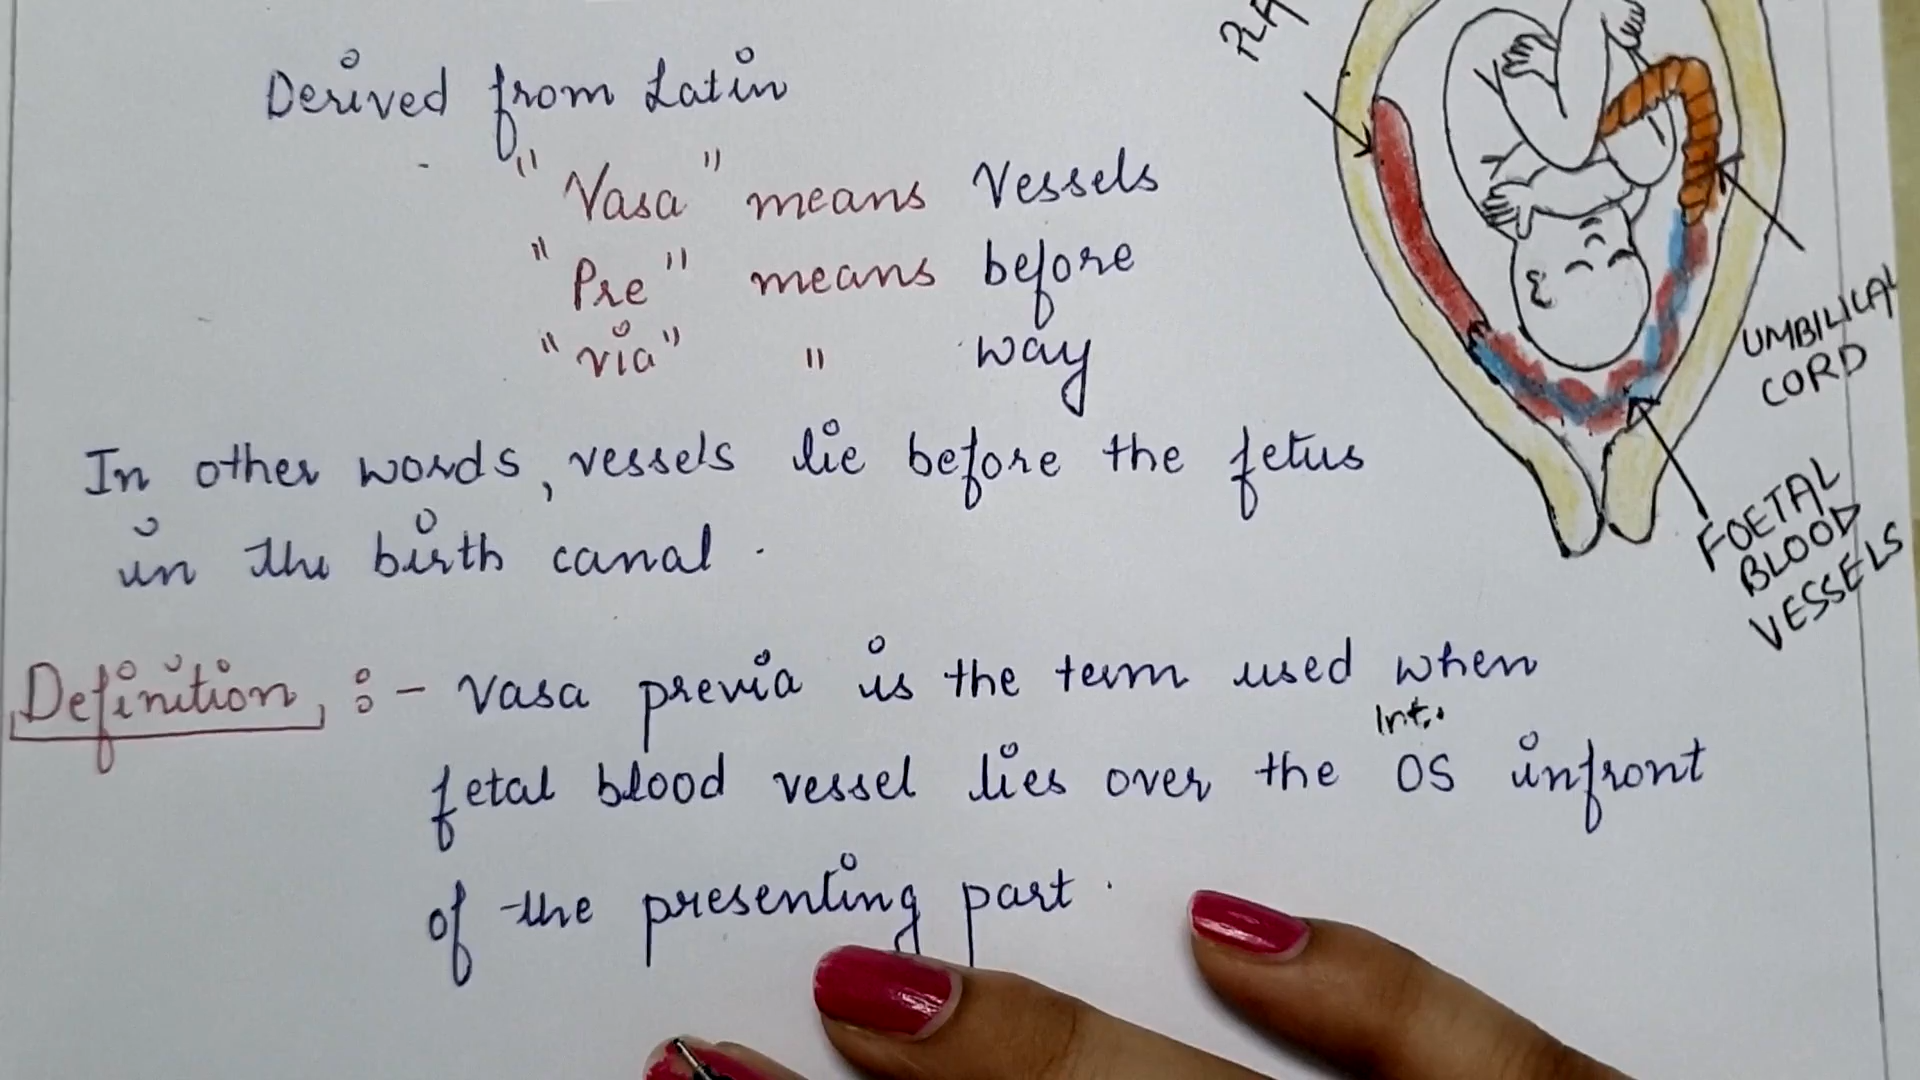 Derived from Latin
"Vasa" means Vessels
"Pre" means before
"via" " way
In other words, vessels lie before the fetus
in the birth canal.
Definition :- Vasa previa is the term used when
Int.
fetal blood vessel lies over the OS infront
of the presenting part.
UMBILICAL
CORD
FOETAL
BLOOD
VESSELS